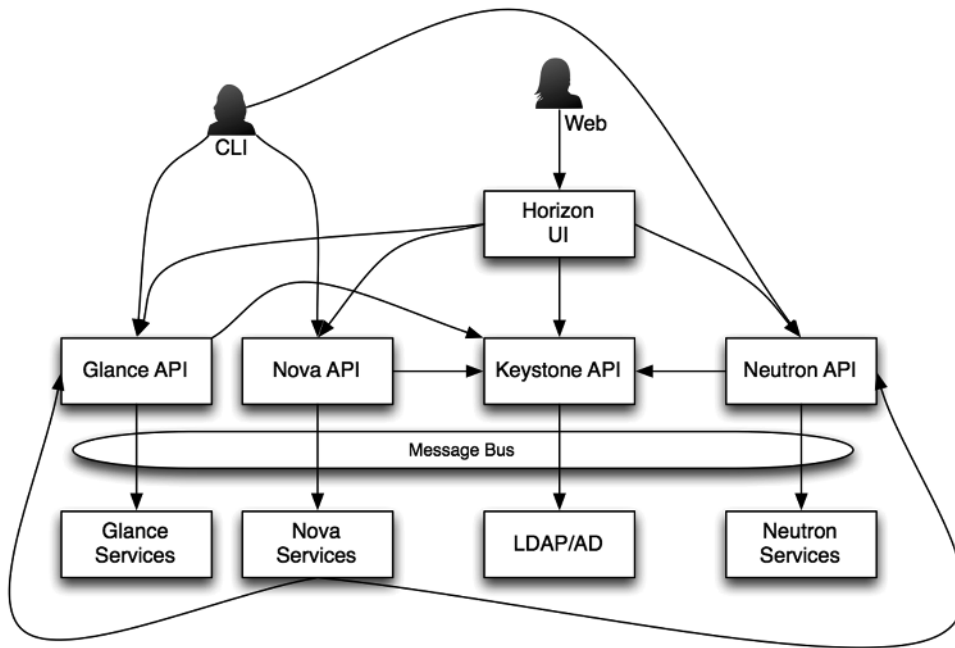 CLI
Web
Horizon
UI
Glance API
Nova API
Keystone API
Neutron API
Message Bus
Glance
Services
Nova
Services
LDAP/AD
Neutron
Services